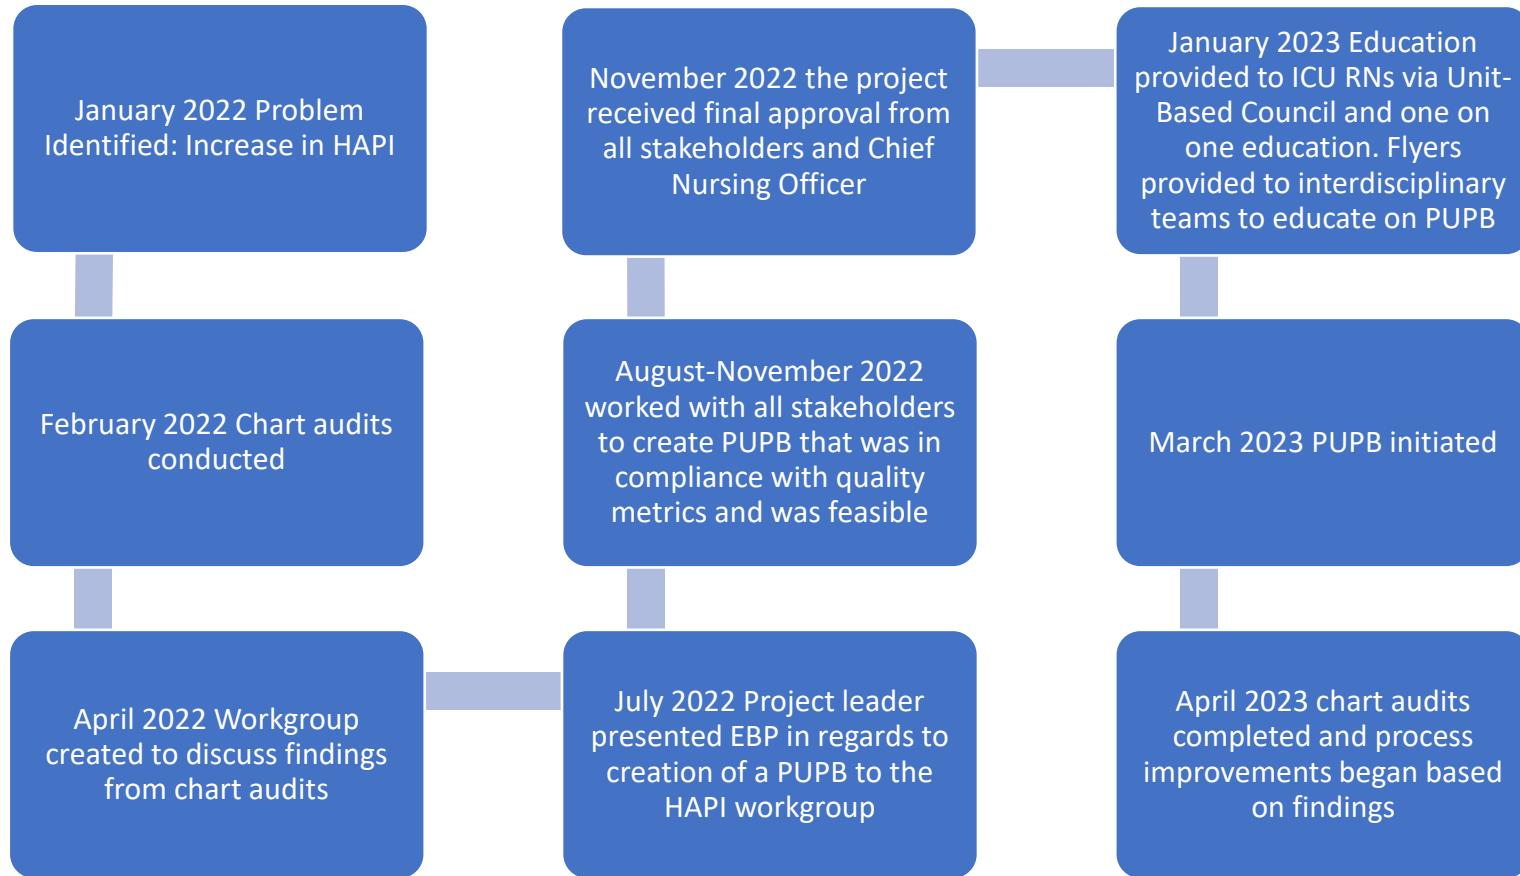 January 2022 Problem
Identified: Increase in HAPI
February 2022 Chart audits
conducted
April 2022 Workgroup
created to discuss findings
from chart audits
July 2022 Project leader
presented EBP in regards to
creation of a PUPB to the
HAPI workgroup
August-November 2022
worked with all stakeholders
to create PUPB that was in
compliance with quality
metrics and was feasible
November 2022 the project
received final approval from
all stakeholders and Chief
Nursing Officer
January 2023 Education
provided to ICU RNs via Unit-
Based Council and one on
one education. Flyers
provided to interdisciplinary
teams to educate on PUPB
March 2023 PUPB initiated
April 2023 chart audits
completed and process
improvements began based
on findings